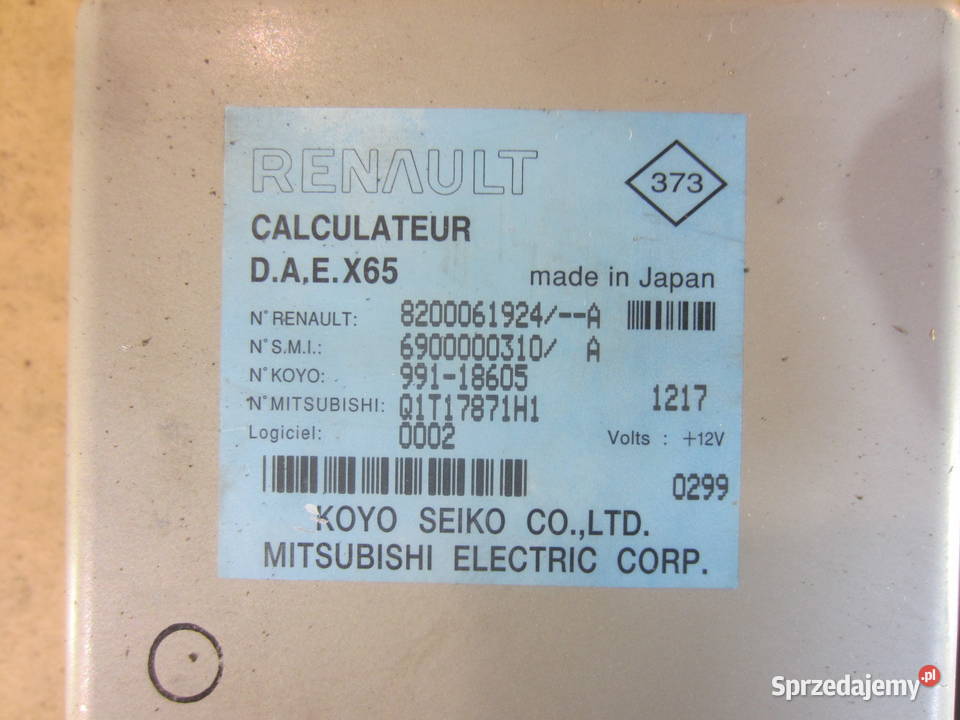 RENAULT
373
CALCULATEUR
D.A,E.X65
made in Japan
N° RENAULT: 8200061924/--A
N° S.M.I.: 6900000310/ A
N° KOYO: 991-18605
1217
N° MITSUBISHI: Q1T17871H1
Logiciel: 0002
Volts : +12V
0299
KOYO SEIKO CO.,LTD.
MITSUBISHI ELECTRIC CORP.
Sprzedajemy.pl